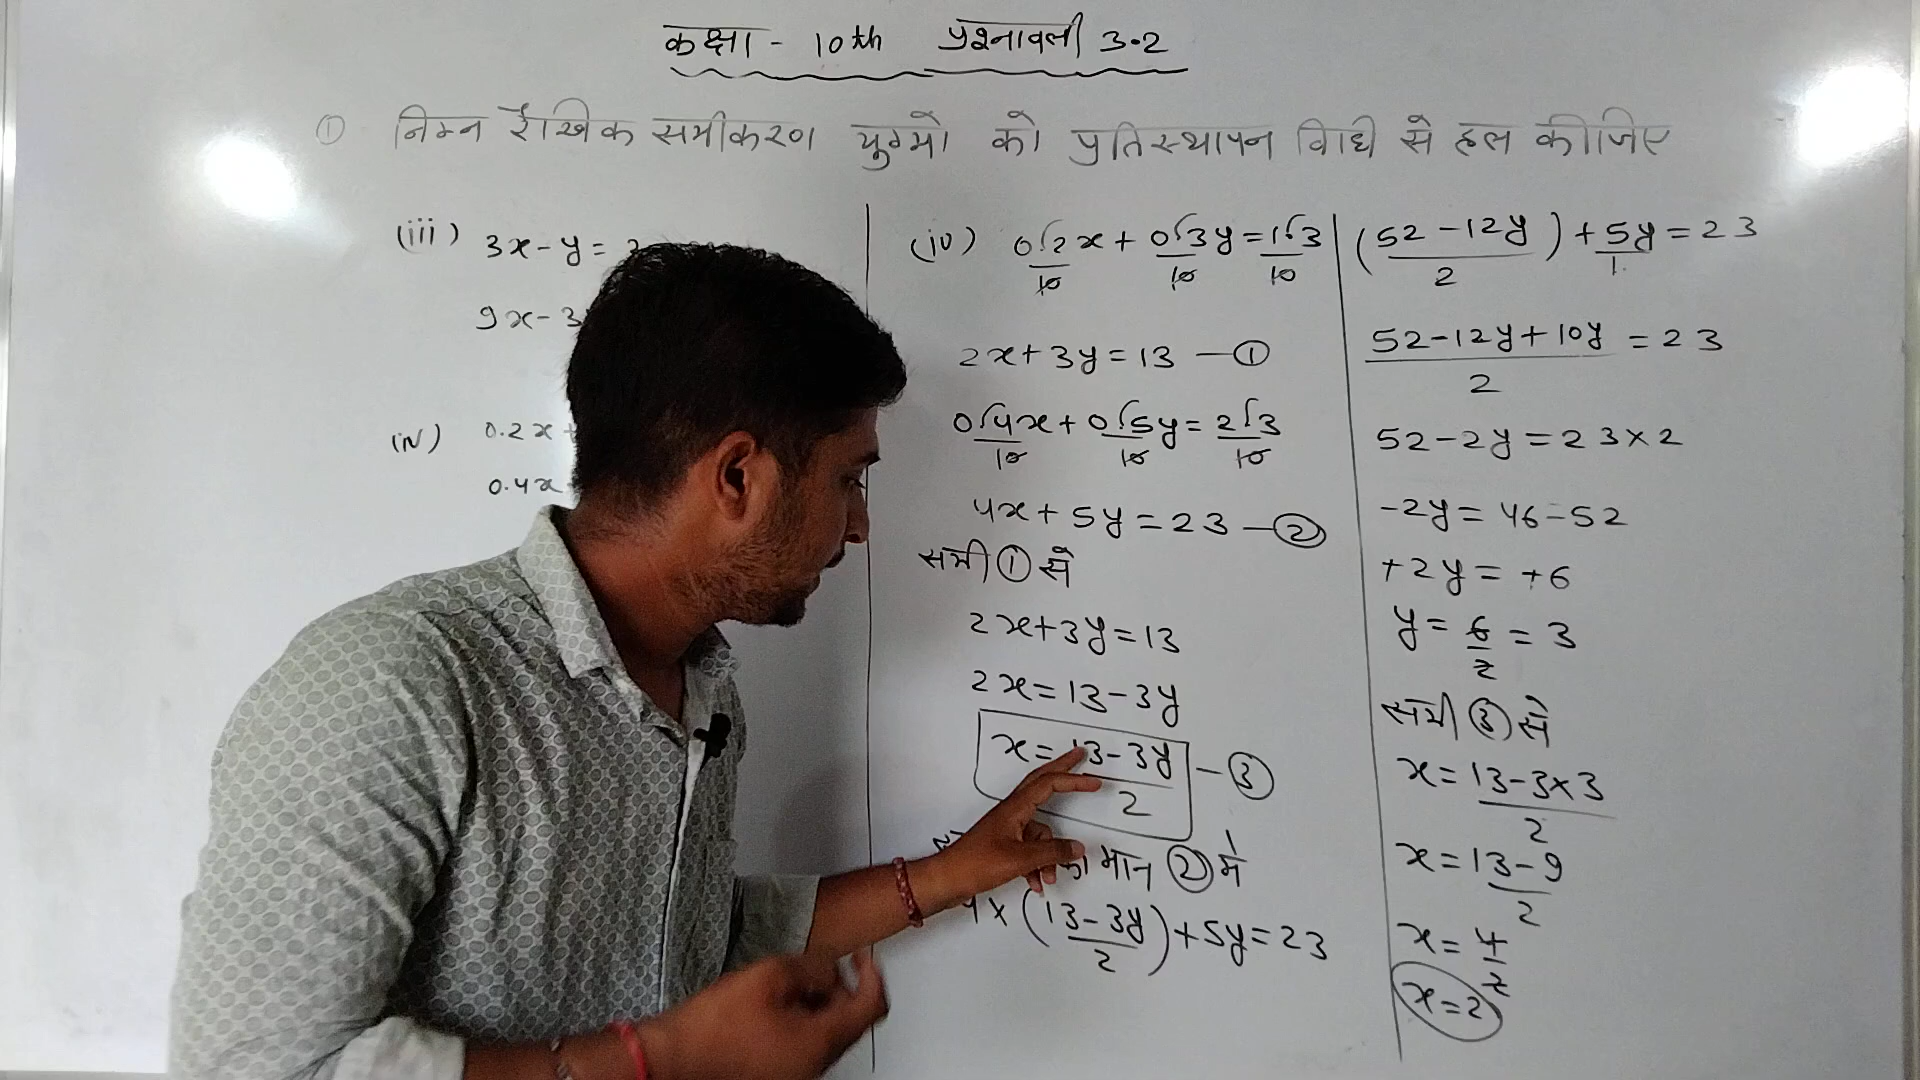 कक्षा - 10th प्रश्नावली 3.2
① निम्न रैखिक समीकरण युग्मो को प्रतिस्थापन विधि से हल कीजिए
(iii) 3x-y=
9x-3
(iv) 0.2x+
0.4x
(iv) 0.2x + 0.3y = 1.3
10 10 10
2x+3y=13 —①
0.4x+0.5y=2.3
10 10 10
4x+5y=23 —②
समी ① से
2x+3y=13
2x=13-3y
x=13-3y —③
2
का मान ② मे
4x(13-3y)+5y=23
2
(52-12y)+5y=23
2 1
52-12y+10y=23
2
52-2y=23×2
-2y=46-52
+2y=+6
y=6=3
2
समी ③ से
x=13-3×3
2
x=13-9
2
x=4
2
x=2